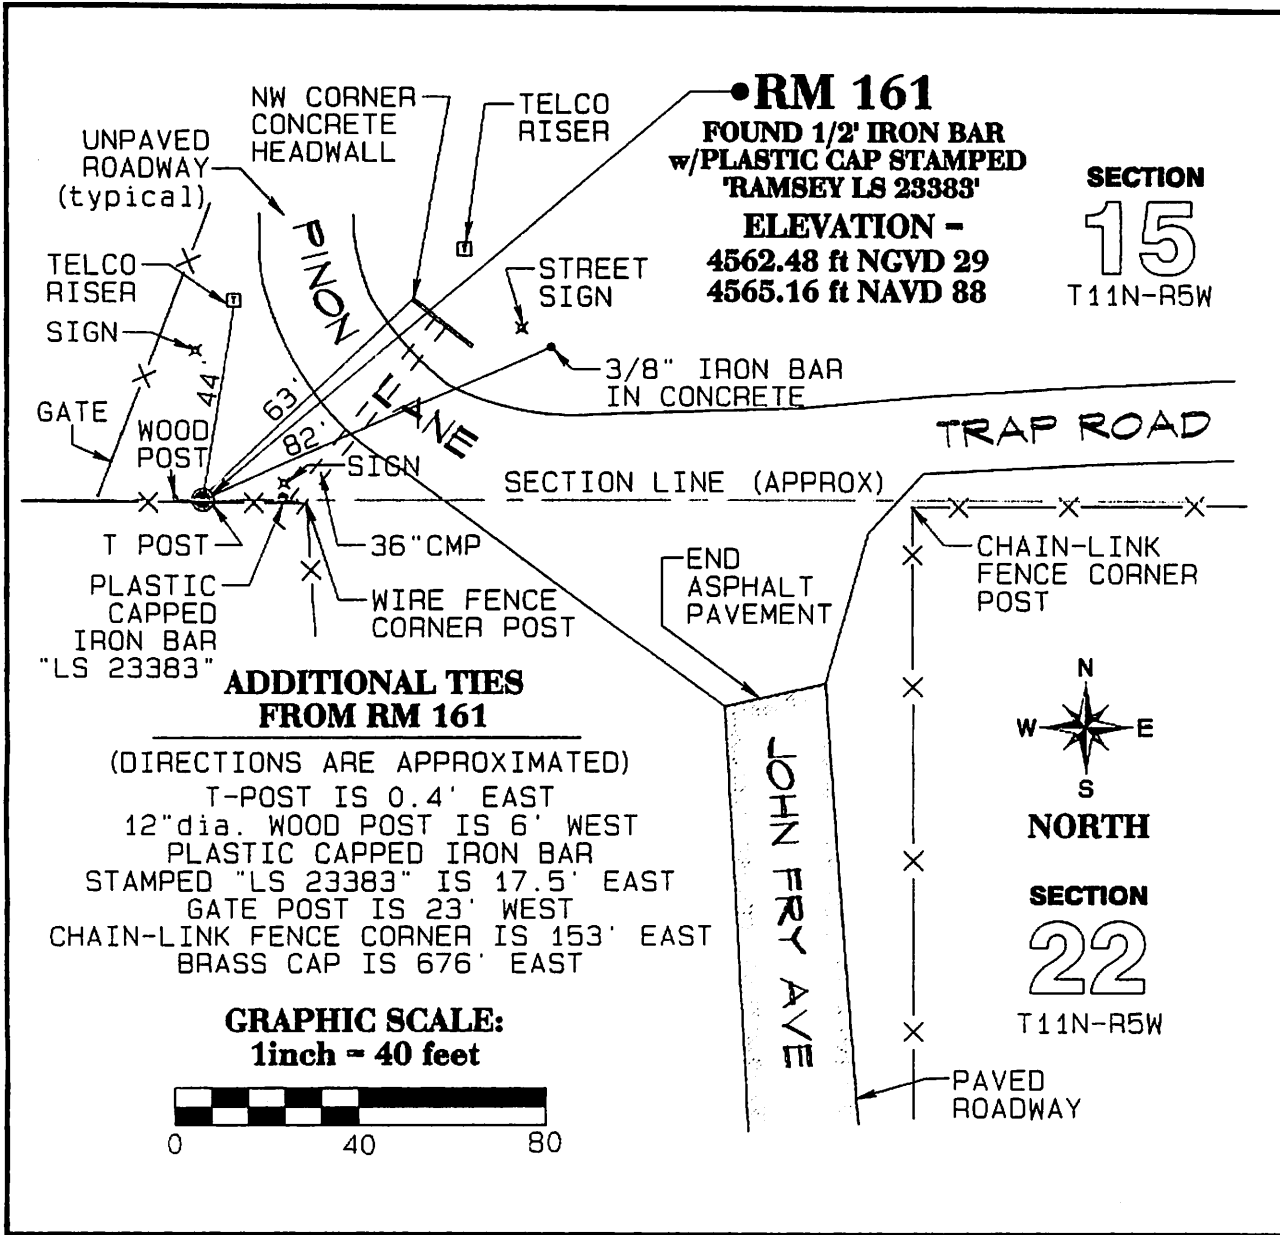 NW CORNER
CONCRETE
HEADWALL
TELCO
RISER
RM 161
FOUND 1/2' IRON BAR
w/PLASTIC CAP STAMPED
'RAMSEY LS 23383'
ELEVATION =
4562.48 ft NGVD 29
4565.16 ft NAVD 88
SECTION
15
T11N-R5W
UNPAVED
ROADWAY
(typical)
TELCO
RISER
SIGN
GATE
WOOD
POST
44'
63'
82'
PINON
LANE
STREET
SIGN
3/8" IRON BAR
IN CONCRETE
TRAP ROAD
SIGN
SECTION LINE (APPROX)
T POST
36"CMP
PLASTIC
CAPPED
IRON BAR
"LS 23383"
WIRE FENCE
CORNER POST
END
ASPHALT
PAVEMENT
CHAIN-LINK
FENCE CORNER
POST
ADDITIONAL TIES
FROM RM 161
(DIRECTIONS ARE APPROXIMATED)
T-POST IS 0.4' EAST
12"dia. WOOD POST IS 6' WEST
PLASTIC CAPPED IRON BAR
STAMPED "LS 23383" IS 17.5' EAST
GATE POST IS 23' WEST
CHAIN-LINK FENCE CORNER IS 153' EAST
BRASS CAP IS 676' EAST
GRAPHIC SCALE:
1inch = 40 feet
0 40 80
JOHN FRY AVE
N
W E
S
NORTH
SECTION
22
T11N-R5W
PAVED
ROADWAY